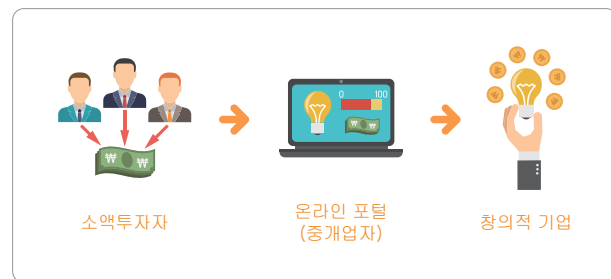 0 100
₩ ₩
소액투자자
온라인 포털
(중개업자)
창의적 기업